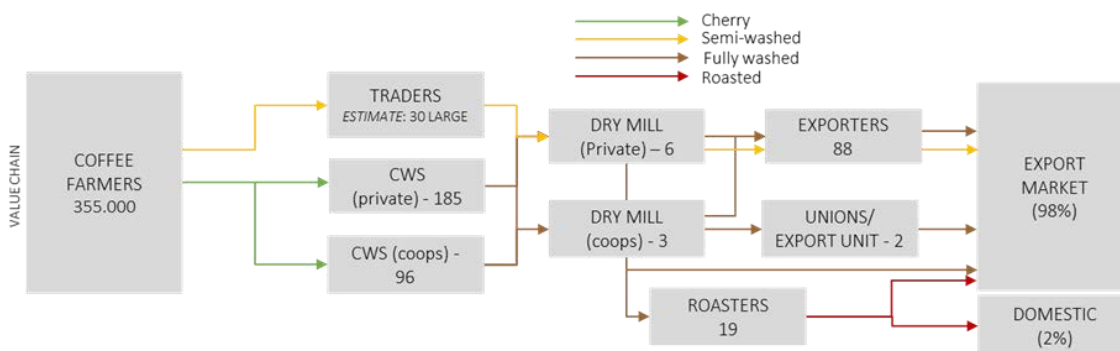 Cherry
Semi-washed
Fully washed
Roasted
VALUE CHAIN
COFFEE
FARMERS
355.000
TRADERS
ESTIMATE: 30 LARGE
CWS
(private) - 185
CWS (coops) -
96
DRY MILL
(Private) – 6
DRY MILL
(coops) - 3
EXPORTERS
88
UNIONS/
EXPORT UNIT - 2
ROASTERS
19
EXPORT
MARKET
(98%)
DOMESTIC
(2%)